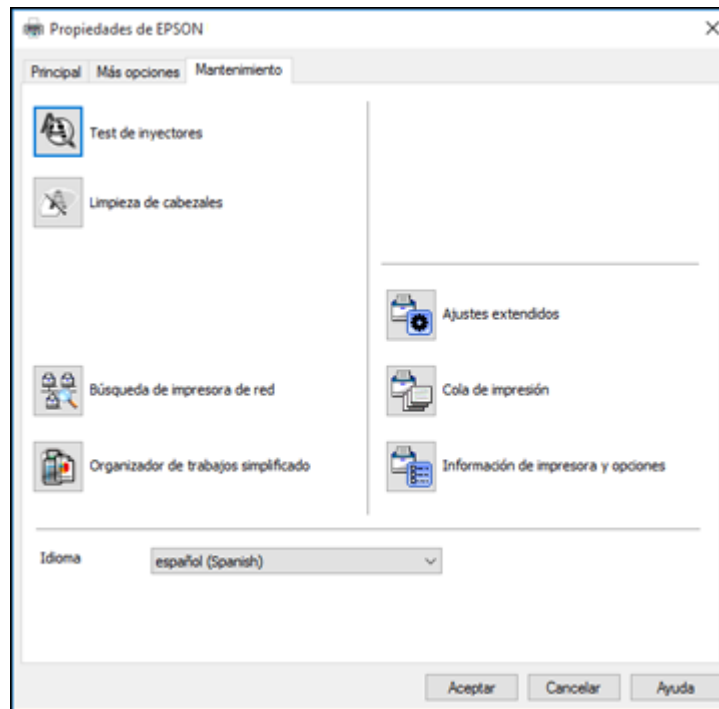 Propiedades de EPSON
Principal Más opciones Mantenimiento
Test de inyectores
Limpieza de cabezales
Búsqueda de impresora de red
Organizador de trabajos simplificado
Ajustes extendidos
Cola de impresión
Información de impresora y opciones
Idioma español (Spanish)
Aceptar Cancelar Ayuda